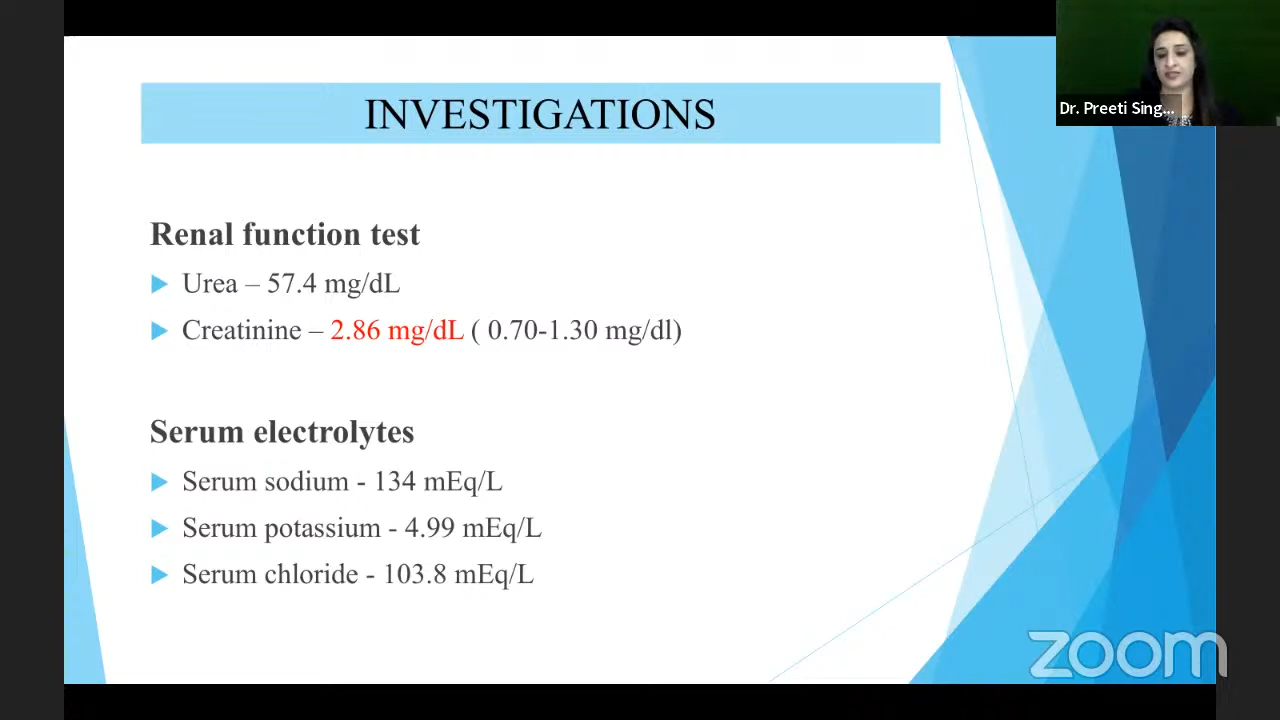 INVESTIGATIONS
Dr. Preeti Sing...
Renal function test
Urea – 57.4 mg/dL
Creatinine – 2.86 mg/dL ( 0.70-1.30 mg/dl)
Serum electrolytes
Serum sodium - 134 mEq/L
Serum potassium - 4.99 mEq/L
Serum chloride - 103.8 mEq/L
zoom